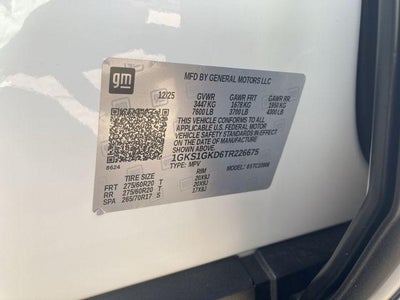 gm
MFD BY GENERAL MOTORS LLC
12/25 GVWR GAWR FRT GAWR RR
3447 KG 1678 KG 1950 KG
7600 LB 3700 LB 4300 LB
THIS VEHICLE CONFORMS TO ALL
APPLICABLE U.S. FEDERAL MOTOR
VEHICLE SAFETY STANDARDS IN
EFFECT ON THE DATE OF
MANUFACTURE SHOWN ABOVE.
8624
1GKS1GKD6TR226675
TYPE: MPV MODEL:
TIRE SIZE RIM
FRT 275/60R20 T 20X9J
RR 275/60R20 T 20X9J
SPA 265/70R17 S 17X8J